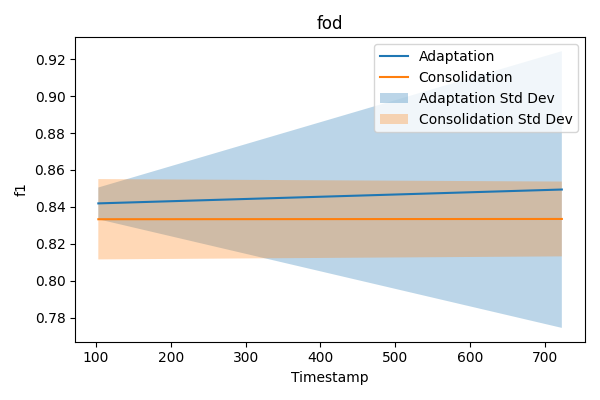 fod
Adaptation
Consolidation
Adaptation Std Dev
Consolidation Std Dev
f1
0.92
0.90
0.88
0.86
0.84
0.82
0.80
0.78
100 200 300 400 500 600 700
Timestamp